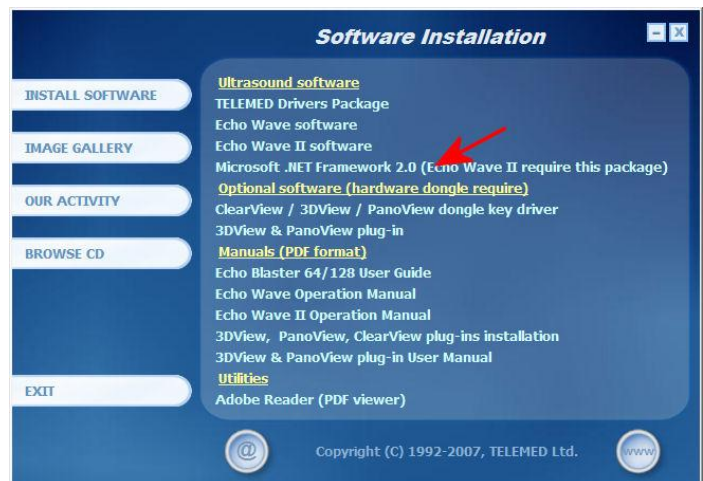 Software Installation
INSTALL SOFTWARE
IMAGE GALLERY
OUR ACTIVITY
BROWSE CD
EXIT
Ultrasound software
TELEMED Drivers Package
Echo Wave software
Echo Wave II software
Microsoft .NET Framework 2.0 (Echo Wave II require this package)
Optional software (hardware dongle require)
ClearView / 3DView / PanoView dongle key driver
3DView & PanoView plug-in
Manuals (PDF format)
Echo Blaster 64/128 User Guide
Echo Wave Operation Manual
Echo Wave II Operation Manual
3DView, PanoView, ClearView plug-ins installation
3DView & PanoView plug-in User Manual
Utilities
Adobe Reader (PDF viewer)
@
Copyright (C) 1992-2007, TELEMED Ltd.
www